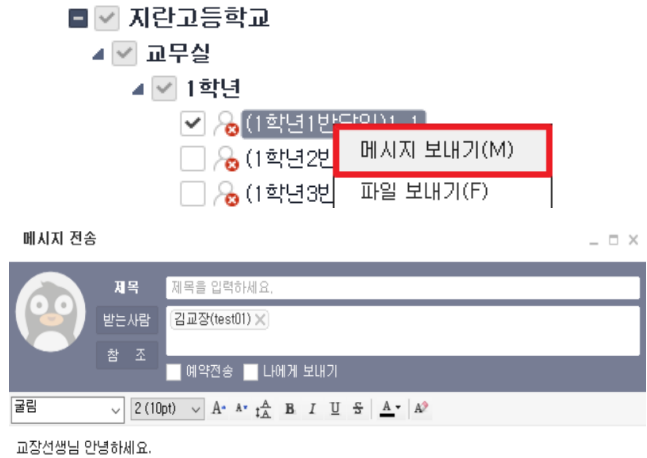 지란고등학교
교무실
1학년
(1학년1반담임)1-1
메시지 보내기(M)
(1학년2반
(1학년3반
파일 보내기(F)
메시지 전송
제목 제목을 입력하세요.
받는사람 김교장(test01)
참 조
예약전송 나에게 보내기
굴림 2 (10pt) A A A B I U S A A
교장선생님 안녕하세요.